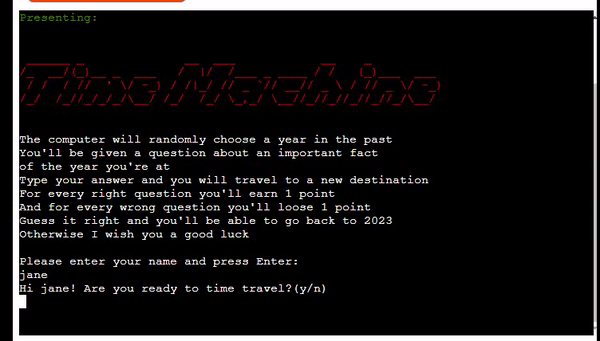 Presenting:
Time Machine
The computer will randomly choose a year in the past
You'll be given a question about an important fact
of the year you're at
Type your answer and you will travel to a new destination
For every right question you'll earn 1 point
And for every wrong question you'll loose 1 point
Guess it right and you'll be able to go back to 2023
Otherwise I wish you a good luck
Please enter your name and press Enter:
jane
Hi jane! Are you ready to time travel?(y/n)